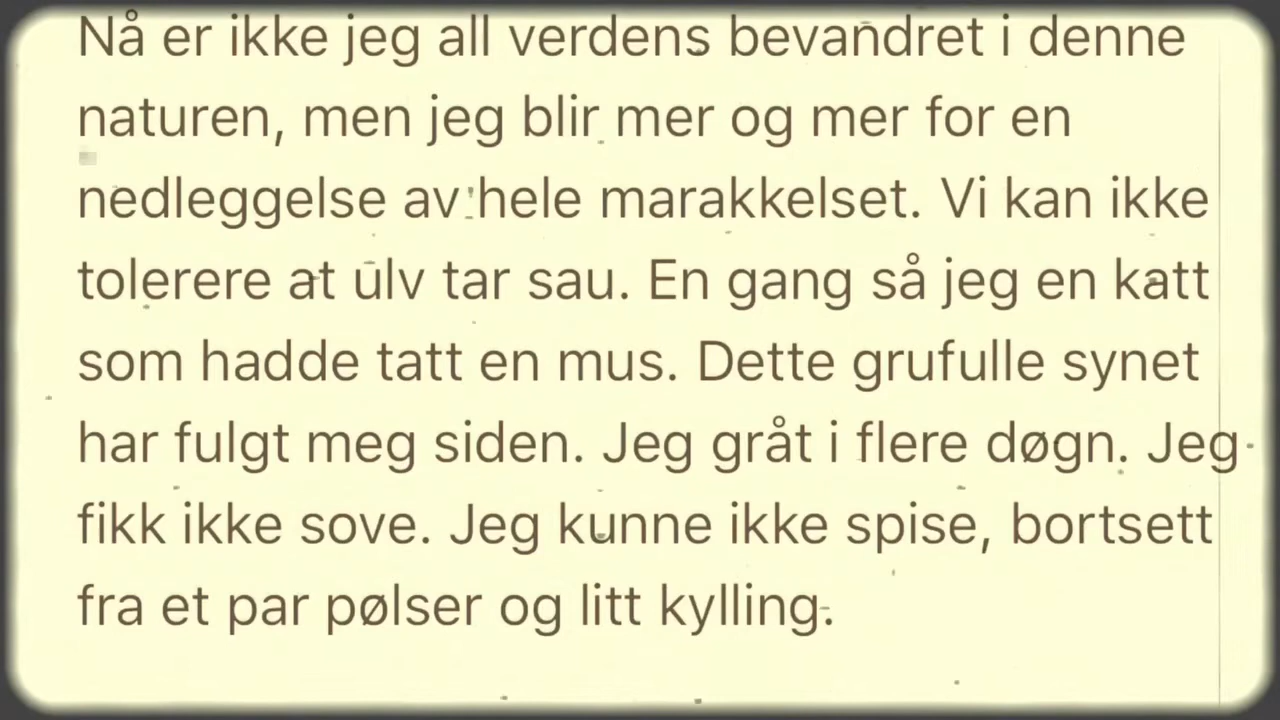 Nå er ikke jeg all verdens bevandret i denne
naturen, men jeg blir mer og mer for en
nedleggelse av hele marakkelset. Vi kan ikke
tolerere at ulv tar sau. En gang så jeg en katt
som hadde tatt en mus. Dette grufulle synet
har fulgt meg siden. Jeg gråt i flere døgn. Jeg
fikk ikke sove. Jeg kunne ikke spise, bortsett
fra et par pølser og litt kylling.